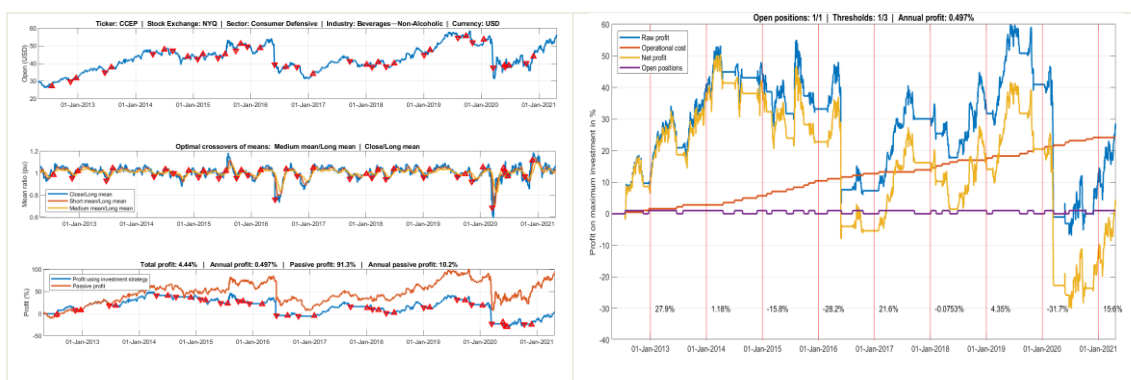 Ticker: CCEP | Stock Exchange: NYQ | Sector: Consumer Defensive | Industry: Beverages—Non-Alcoholic | Currency: USD
Open (USD)
60
50
40
30
20
01-Jan-2013 01-Jan-2014 01-Jan-2015 01-Jan-2016 01-Jan-2017 01-Jan-2018 01-Jan-2019 01-Jan-2020 01-Jan-2021
Optimal crossovers of means: Medium mean/Long mean | Close/Long mean
Mean ratio (pu)
1.2
1
0.8
0.6
Close/Long mean
Short mean/Long mean
Medium mean/Long mean
01-Jan-2013 01-Jan-2014 01-Jan-2015 01-Jan-2016 01-Jan-2017 01-Jan-2018 01-Jan-2019 01-Jan-2020 01-Jan-2021
Total profit: 4.44% | Annual profit: 0.497% | Passive profit: 91.3% | Annual passive profit: 10.2%
Profit (%)
100
50
0
-50
Profit using investment strategy
Passive profit
01-Jan-2013 01-Jan-2014 01-Jan-2015 01-Jan-2016 01-Jan-2017 01-Jan-2018 01-Jan-2019 01-Jan-2020 01-Jan-2021
Open positions: 1/1 | Thresholds: 1/3 | Annual profit: 0.497%
Profit on maximum investment in %
60
50
40
30
20
10
0
-10
-20
-30
-40
Raw profit
Operational cost
Net profit
Open positions
27.9% 1.18% -15.8% -28.2% 21.6% -0.0753% 4.35% -31.7% 15.6%
01-Jan-2013 01-Jan-2014 01-Jan-2015 01-Jan-2016 01-Jan-2017 01-Jan-2018 01-Jan-2019 01-Jan-2020 01-Jan-2021